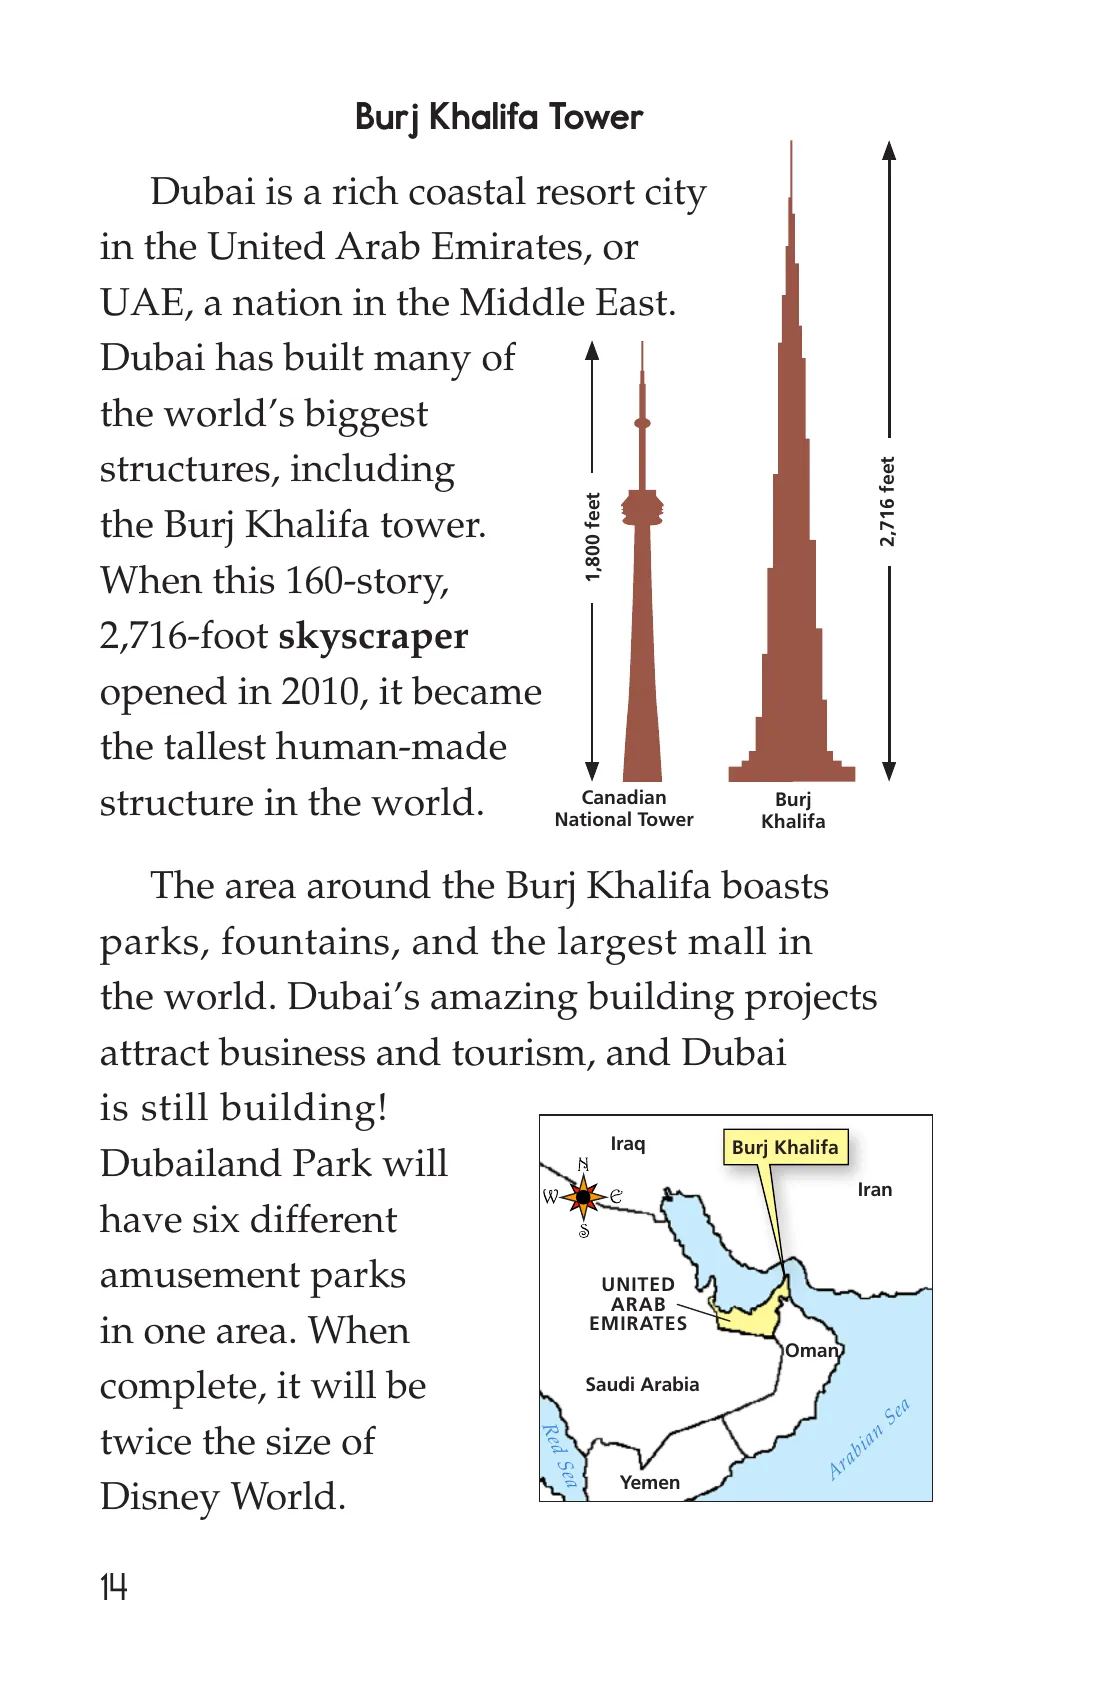 Burj Khalifa Tower
Dubai is a rich coastal resort city
in the United Arab Emirates, or
UAE, a nation in the Middle East.
Dubai has built many of
the world’s biggest
structures, including
the Burj Khalifa tower.
When this 160-story,
2,716-foot skyscraper
opened in 2010, it became
the tallest human-made
structure in the world.
1,800 feet
2,716 feet
Canadian
National Tower
Burj
Khalifa
The area around the Burj Khalifa boasts
parks, fountains, and the largest mall in
the world. Dubai’s amazing building projects
attract business and tourism, and Dubai
is still building!
Dubailand Park will
have six different
amusement parks
in one area. When
complete, it will be
twice the size of
Disney World.
Iraq
Burj Khalifa
Iran
N
W
E
S
UNITED
ARAB
EMIRATES
Oman
Saudi Arabia
Red Sea
Arabian Sea
Yemen
14